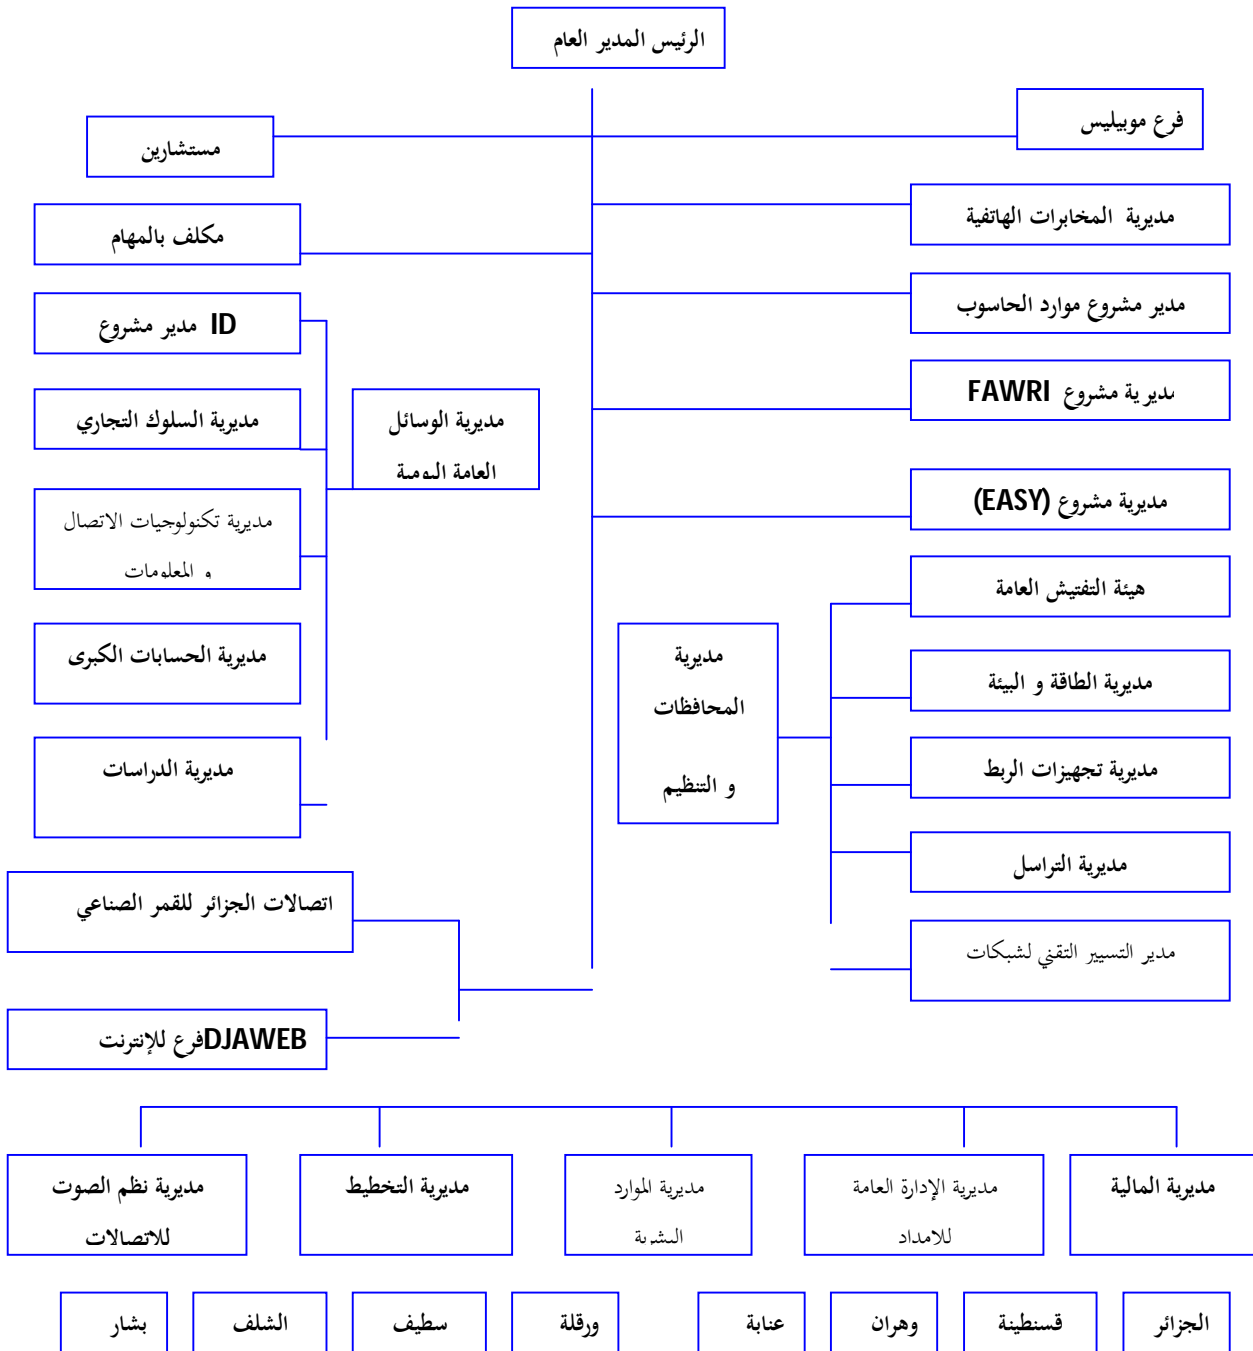 الرئيس المدير العام
فرع موبيليس
مستشارين
مديرية المخابرات الهاتفية
مكلف بالمهام
مدير مشروع موارد الحاسوب
ID مدير مشروع
مديرية مشروع FAWRI
مديرية السلوك التجاري
مديرية الوسائل
العامة اليومية
مديرية مشروع (EASY)
مديرية تكنولوجيات الاتصال
و المعلومات
هيئة التفتيش العامة
مديرية
المحافظات
و التنظيم
مديرية الحسابات الكبرى
مديرية الطاقة و البيئة
مديرية الدراسات
مديرية تجهيزات الربط
مديرية التراسل
اتصالات الجزائر للقمر الصناعي
مدير التسيير التقني لشبكات
DJAWEBفرع للإنترنت
مديرية المالية
مديرية الإدارة العامة
للامداد
مديرية الموارد
البشرية
مديرية التخطيط
مديرية نظم الصوت
للاتصالات
الجزائر
قسنطينة
وهران
عنابة
ورقلة
سطيف
الشلف
بشار